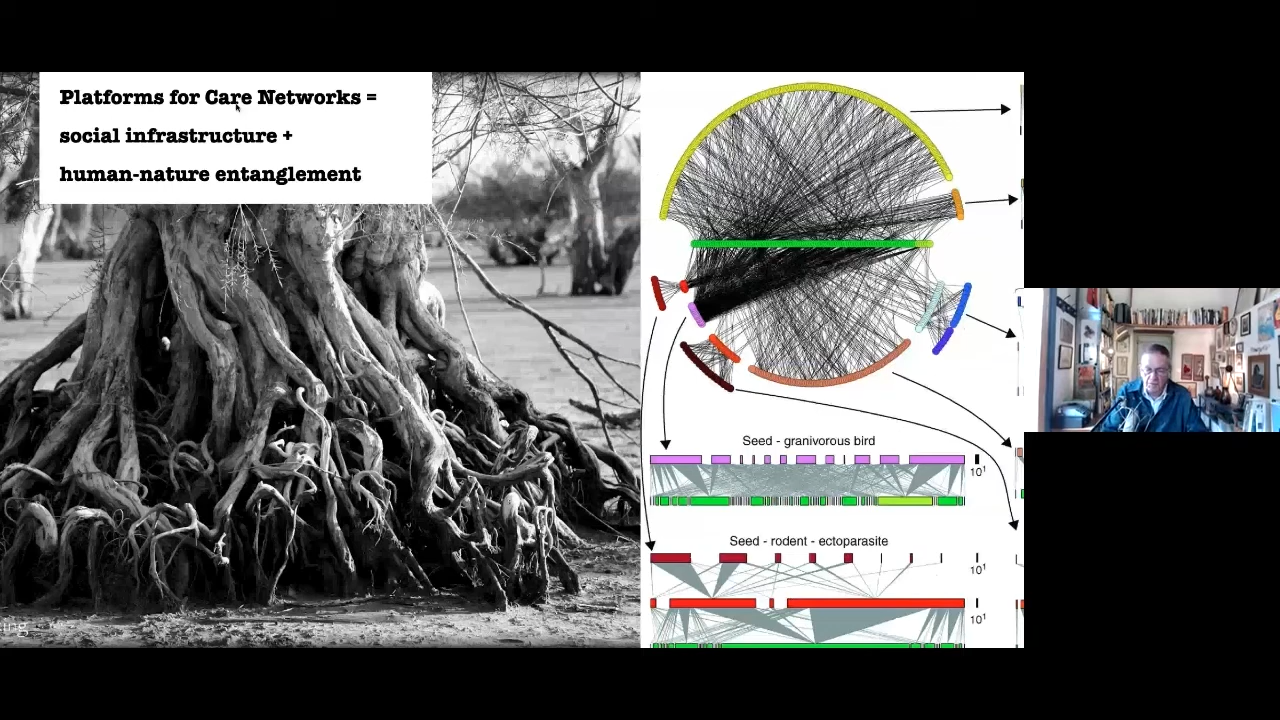 Platforms for Care Networks =
social infrastructure +
human-nature entanglement
Seed - granivorous bird
10¹
Seed - rodent - ectoparasite
10¹
10¹